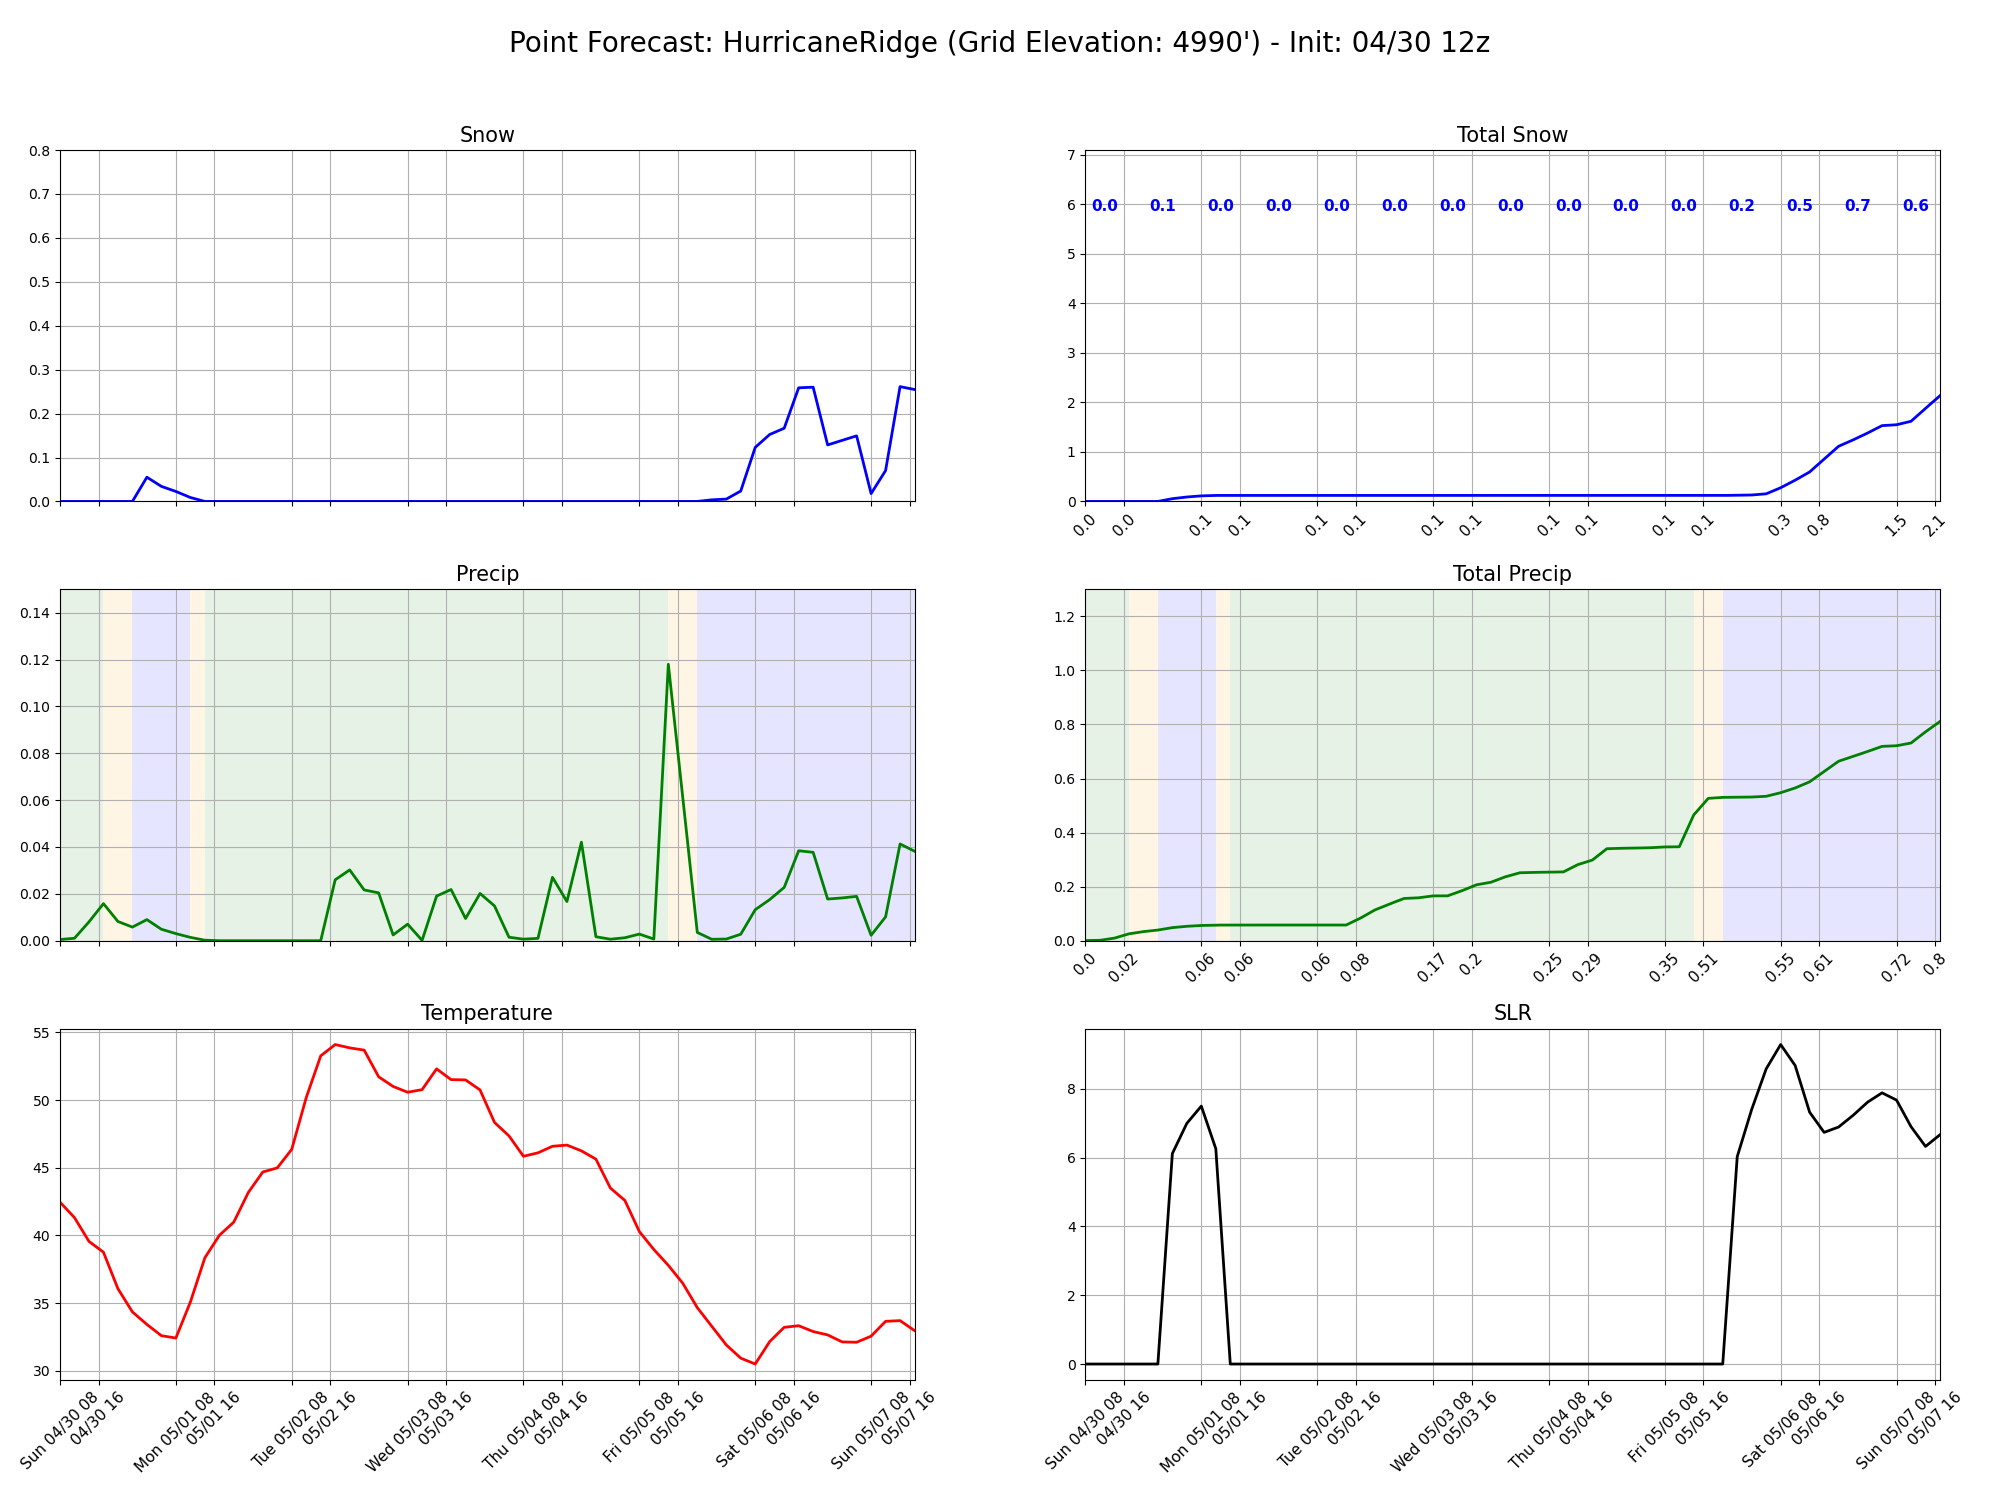 Point Forecast: HurricaneRidge (Grid Elevation: 4990') - Init: 04/30 12z
Snow
0.8
0.7
0.6
0.5
0.4
0.3
0.2
0.1
0.0
Total Snow
7
6
5
4
3
2
1
0
0.0 0.1 0.0 0.0 0.0 0.0 0.0 0.0 0.0 0.0 0.0 0.2 0.5 0.7 0.6
0.0 0.0 0.1 0.1 0.1 0.1 0.1 0.1 0.1 0.1 0.1 0.1 0.3 0.8 1.5 2.1
Precip
0.14
0.12
0.10
0.08
0.06
0.04
0.02
0.00
Total Precip
1.2
1.0
0.8
0.6
0.4
0.2
0.0
0.0 0.02 0.06 0.06 0.06 0.08 0.17 0.2 0.25 0.29 0.35 0.51 0.55 0.61 0.72 0.8
Temperature
55
50
45
40
35
30
Sun 04/30 08
04/30 16
Mon 05/01 08
05/01 16
Tue 05/02 08
05/02 16
Wed 05/03 08
05/03 16
Thu 05/04 08
05/04 16
Fri 05/05 08
05/05 16
Sat 05/06 08
05/06 16
Sun 05/07 08
05/07 16
SLR
8
6
4
2
0
Sun 04/30 08
04/30 16
Mon 05/01 08
05/01 16
Tue 05/02 08
05/02 16
Wed 05/03 08
05/03 16
Thu 05/04 08
05/04 16
Fri 05/05 08
05/05 16
Sat 05/06 08
05/06 16
Sun 05/07 08
05/07 16